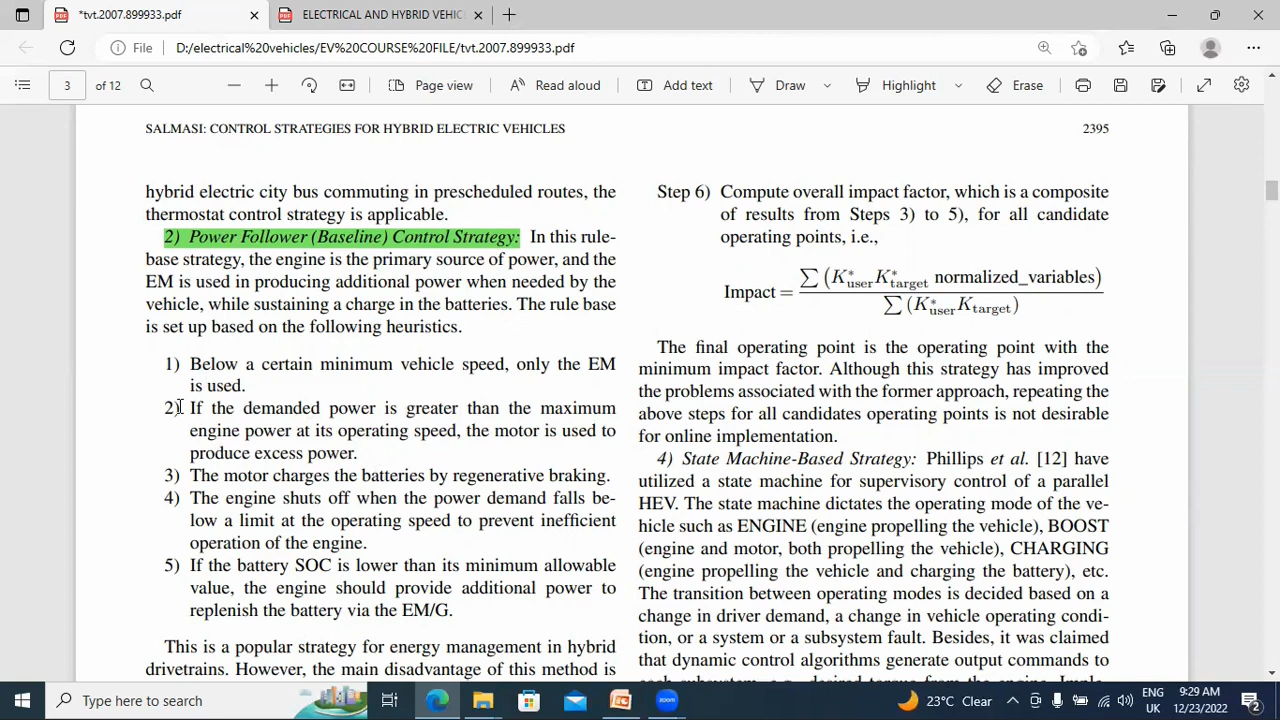 *tvt.2007.899933.pdf
ELECTRICAL AND HYBRID VEHIC
File
D:/electrical%20vehicles/EV%20COURSE%20FILE/tvt.2007.899933.pdf
3 of 12
Page view
Read aloud
Add text
Draw
Highlight
Erase
SALMASI: CONTROL STRATEGIES FOR HYBRID ELECTRIC VEHICLES
2395
hybrid electric city bus commuting in prescheduled routes, the
thermostat control strategy is applicable.
2) Power Follower (Baseline) Control Strategy: In this rule-
base strategy, the engine is the primary source of power, and the
EM is used in producing additional power when needed by the
vehicle, while sustaining a charge in the batteries. The rule base
is set up based on the following heuristics.
1) Below a certain minimum vehicle speed, only the EM
is used.
2) If the demanded power is greater than the maximum
engine power at its operating speed, the motor is used to
produce excess power.
3) The motor charges the batteries by regenerative braking.
4) The engine shuts off when the power demand falls be-
low a limit at the operating speed to prevent inefficient
operation of the engine.
5) If the battery SOC is lower than its minimum allowable
value, the engine should provide additional power to
replenish the battery via the EM/G.
This is a popular strategy for energy management in hybrid
drivetrains. However, the main disadvantage of this method is
Step 6) Compute overall impact factor, which is a composite
of results from Steps 3) to 5), for all candidate
operating points, i.e.,
Impact = ∑ (K*user K*target normalized_variables) / ∑ (K*user Ktarget)
The final operating point is the operating point with the
minimum impact factor. Although this strategy has improved
the problems associated with the former approach, repeating the
above steps for all candidates operating points is not desirable
for online implementation.
4) State Machine-Based Strategy: Phillips et al. [12] have
utilized a state machine for supervisory control of a parallel
HEV. The state machine dictates the operating mode of the ve-
hicle such as ENGINE (engine propelling the vehicle), BOOST
(engine and motor, both propelling the vehicle), CHARGING
(engine propelling the vehicle and charging the battery), etc.
The transition between operating modes is decided based on a
change in driver demand, a change in vehicle operating condi-
tion, or a system or a subsystem fault. Besides, it was claimed
that dynamic control algorithms generate output commands to
Type here to search
23°C Clear
ENG
UK
9:29 AM
12/23/2022
2